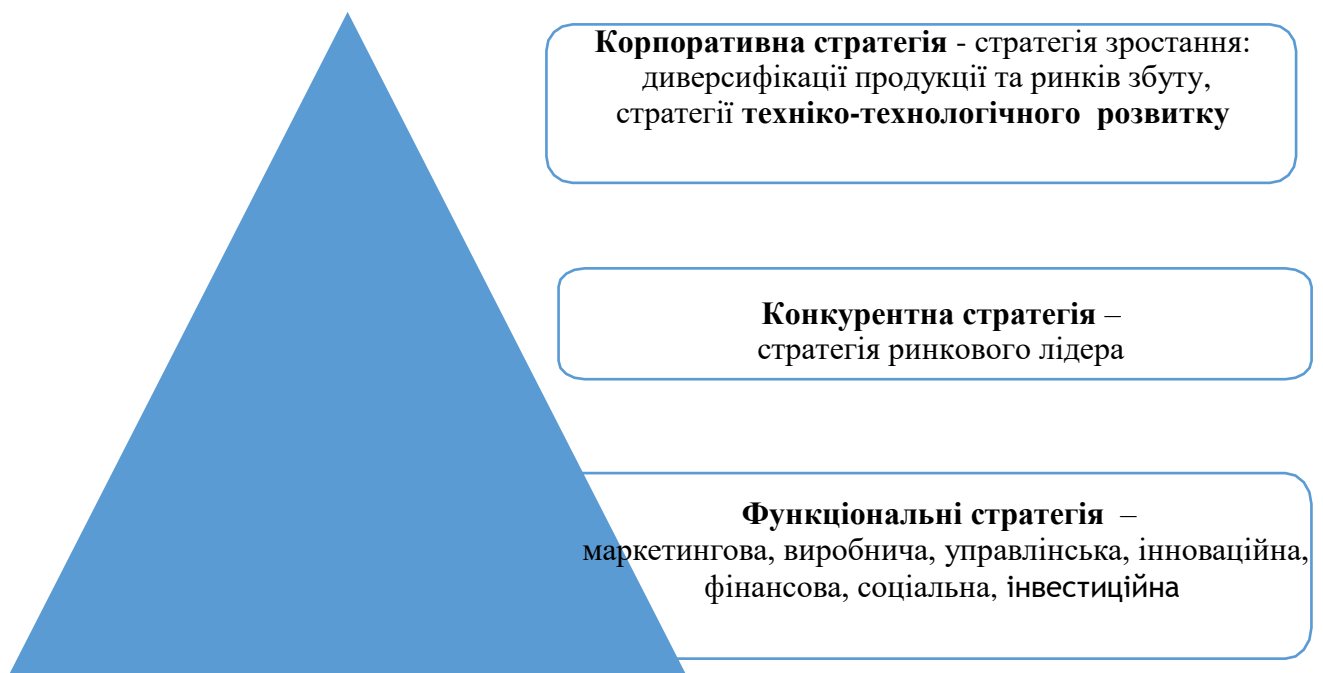 Корпоративна стратегія - стратегія зростання:
диверсифікації продукції та ринків збуту,
стратегії техніко-технологічного розвитку
Конкурентна стратегія –
стратегія ринкового лідера
Функціональні стратегія –
маркетингова, виробнича, управлінська, інноваційна,
фінансова, соціальна, інвестиційна